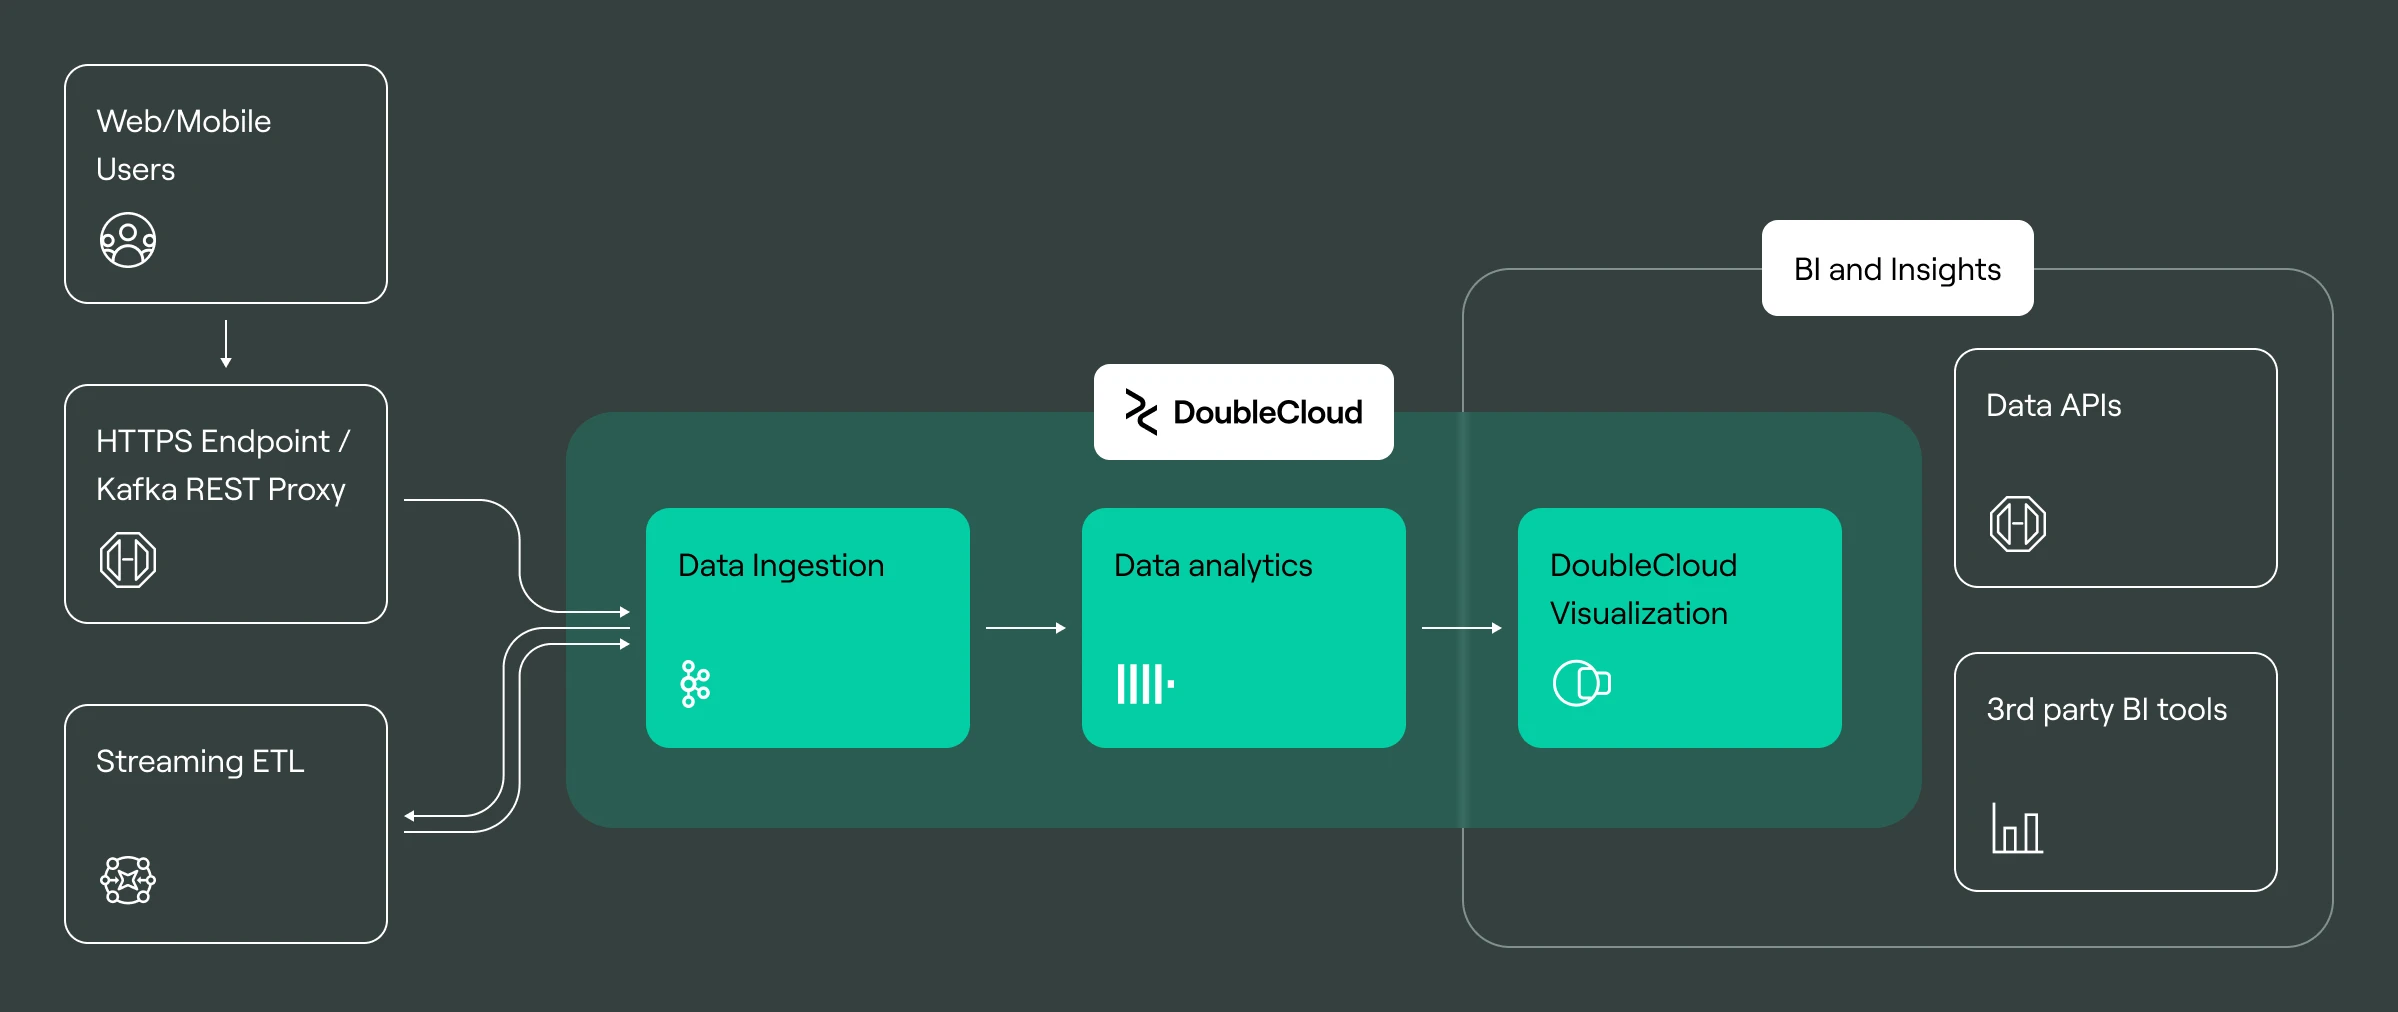 Web/Mobile
Users
HTTPS Endpoint /
Kafka REST Proxy
Streaming ETL
DoubleCloud
Data Ingestion
Data analytics
DoubleCloud
Visualization
BI and Insights
Data APIs
3rd party BI tools